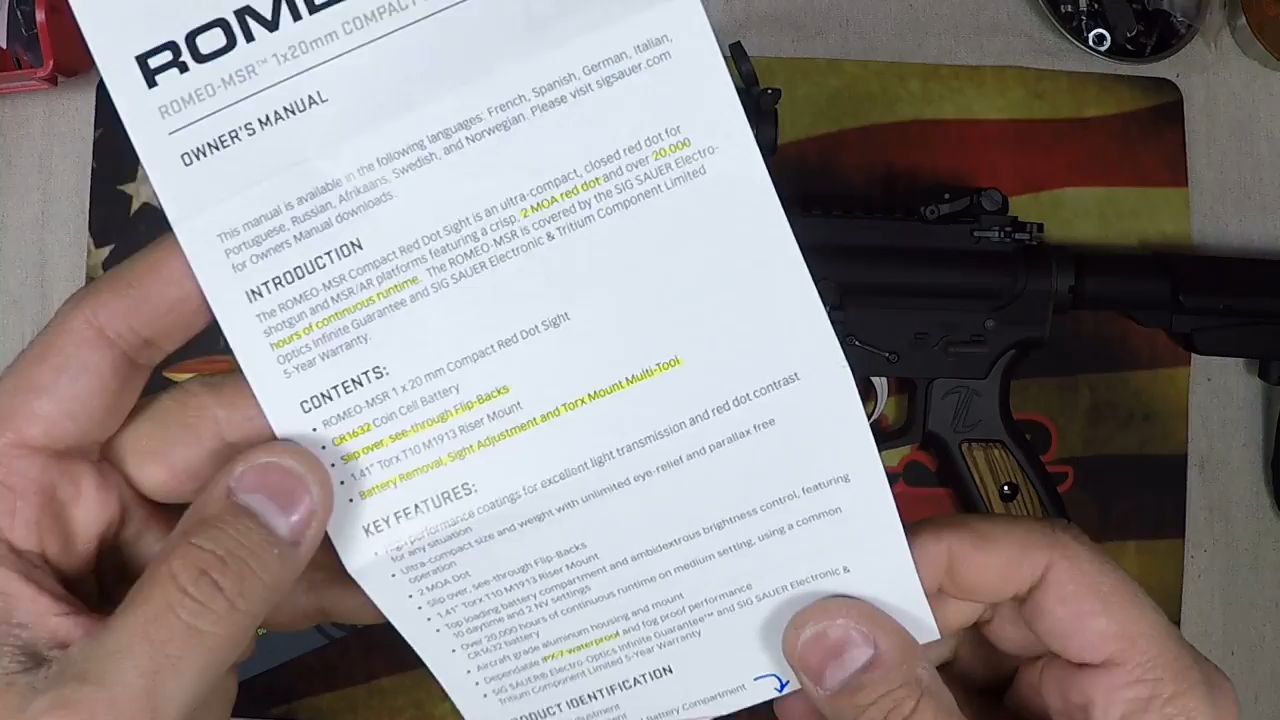 ROME
ROMEO-MSR™ 1x20mm COMPACT
OWNER'S MANUAL
This manual is available in the following languages: French, Spanish, German, Italian,
Portuguese, Russian, Afrikaans, Swedish, and Norwegian. Please visit sigsauer.com
for Owners Manual downloads.
INTRODUCTION
The ROMEO-MSR Compact Red Dot Sight is an ultra-compact, closed red dot for
shotgun and MSR/AR platforms featuring a crisp, 2 MOA red dot and over 20,000
hours of continuous runtime. The ROMEO-MSR is covered by the SIG SAUER Electro-
Optics Infinite Guarantee and SIG SAUER Electronic & Tritium Component Limited
5-Year Warranty.
CONTENTS:
• ROMEO-MSR 1 x 20 mm Compact Red Dot Sight
• CR1632 Coin Cell Battery
• Slip over, see-through Flip-Backs
• 1.41" Torx T10 M1913 Riser Mount
• Battery Removal, Sight Adjustment and Torx Mount Multi-Tool
KEY FEATURES:
• High performance coatings for excellent light transmission and red dot contrast
for any situation
• Ultra-compact size and weight with unlimited eye-relief and parallax free
operation
• 2 MOA Dot
• Slip over, see-through Flip-Backs
• 1.41" Torx T10 M1913 Riser Mount
• Top loading battery compartment and ambidextrous brightness control, featuring
10 daytime and 2 NV settings
• Over 20,000 hours of continuous runtime on medium setting, using a common
CR1632 battery
• Aircraft grade aluminum housing and mount
• Dependable IPX-7 waterproof and fog proof performance
• SIG SAUER® Electro-Optics Infinite Guarantee™ and SIG SAUER Electronic &
Tritium Component Limited 5-Year Warranty
PRODUCT IDENTIFICATION
Battery Compartment